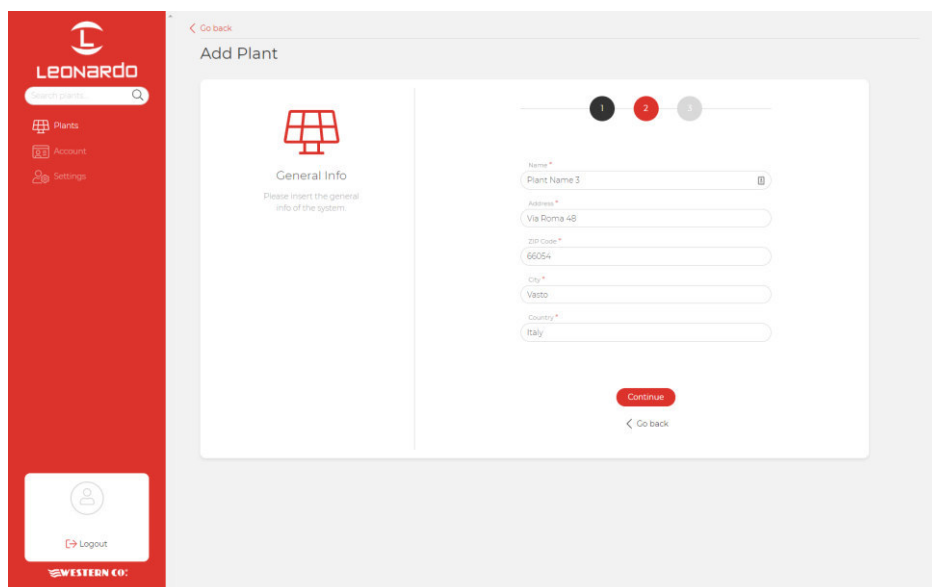 LEONARDO
Search plants...
Plants
Account
Settings
Logout
WESTERN CO.
Go back
Add Plant
General Info
Please insert the general
info of the system.
1
2
3
Name *
Plant Name 3
Address *
Via Roma 48
ZIP Code *
66054
City *
Vasto
Country *
Italy
Continue
Go back